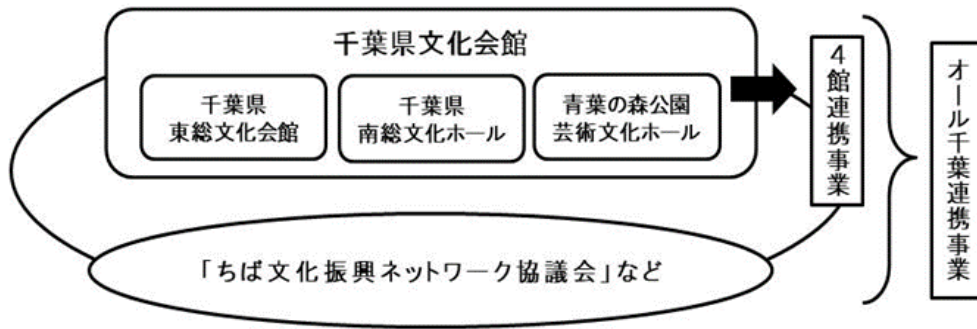 千葉県文化会館
千葉県
東総文化会館
千葉県
南総文化ホール
青葉の森公園
芸術文化ホール
４館連携事業
オール千葉連携事業
「ちば文化振興ネットワーク協議会」など